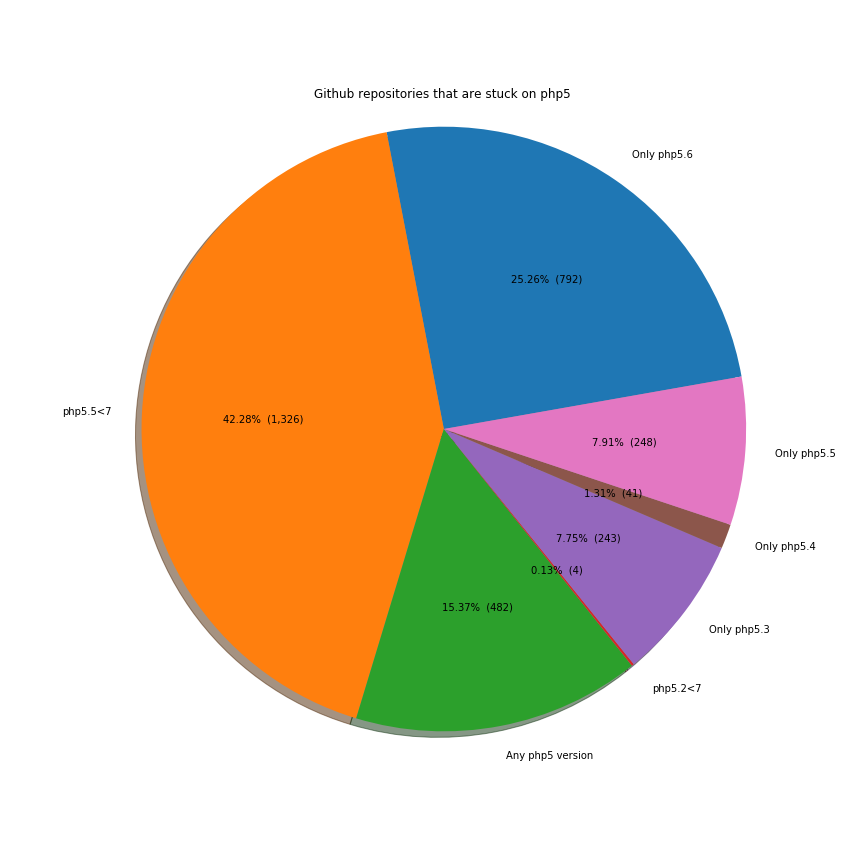 Github repositories that are stuck on php5
Only php5.6
25.26%  (792)
php5.5<7
42.28%  (1,326)
7.91%  (248)
Only php5.5
1.31%  (41)
Only php5.4
7.75%  (243)
Only php5.3
0.13%  (4)
php5.2<7
15.37%  (482)
Any php5 version